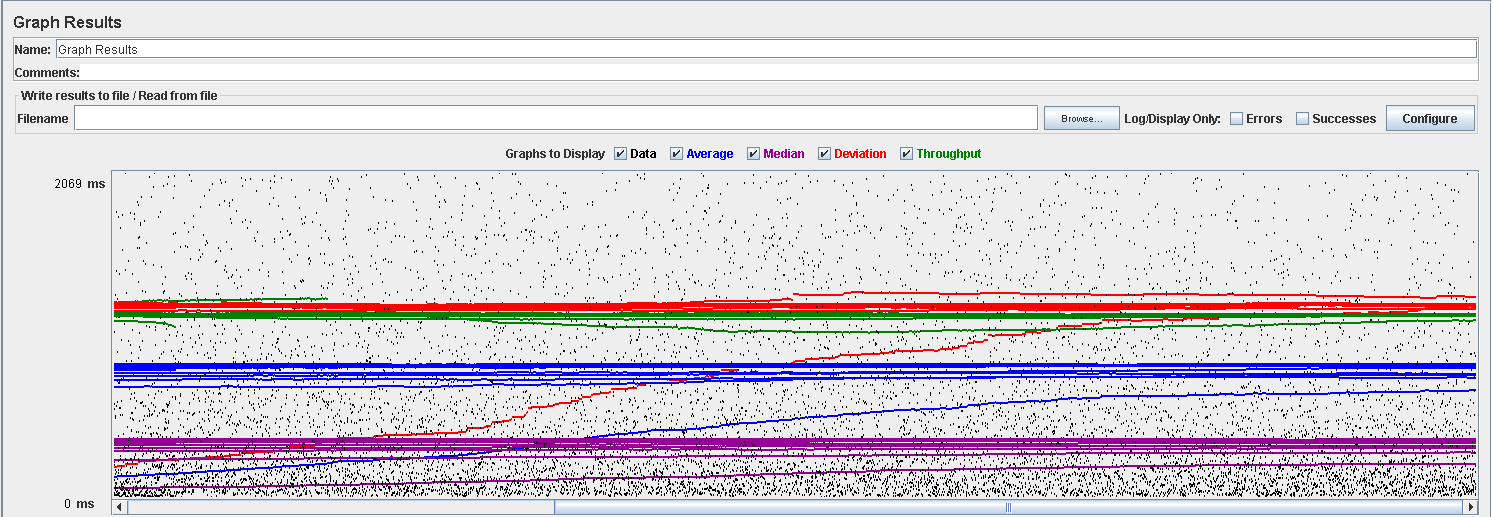 Graph Results
Name: Graph Results
Comments:
Write results to file / Read from file
Filename Browse... Log/Display Only: Errors Successes Configure
Graphs to Display Data Average Median Deviation Throughput
2069 ms
0 ms